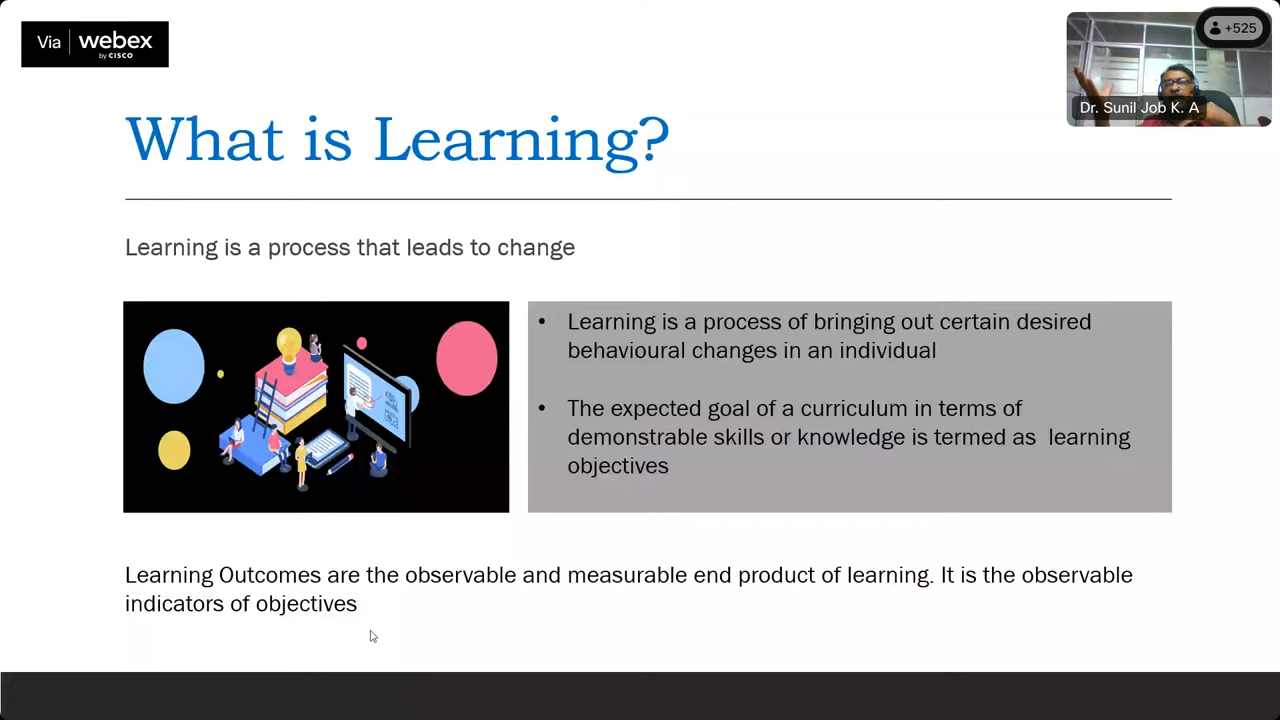 Via webex
by CISCO
+525
Dr. Sunil Job K. A
What is Learning?
Learning is a process that leads to change
• Learning is a process of bringing out certain desired
behavioural changes in an individual
• The expected goal of a curriculum in terms of
demonstrable skills or knowledge is termed as learning
objectives
Learning Outcomes are the observable and measurable end product of learning. It is the observable
indicators of objectives